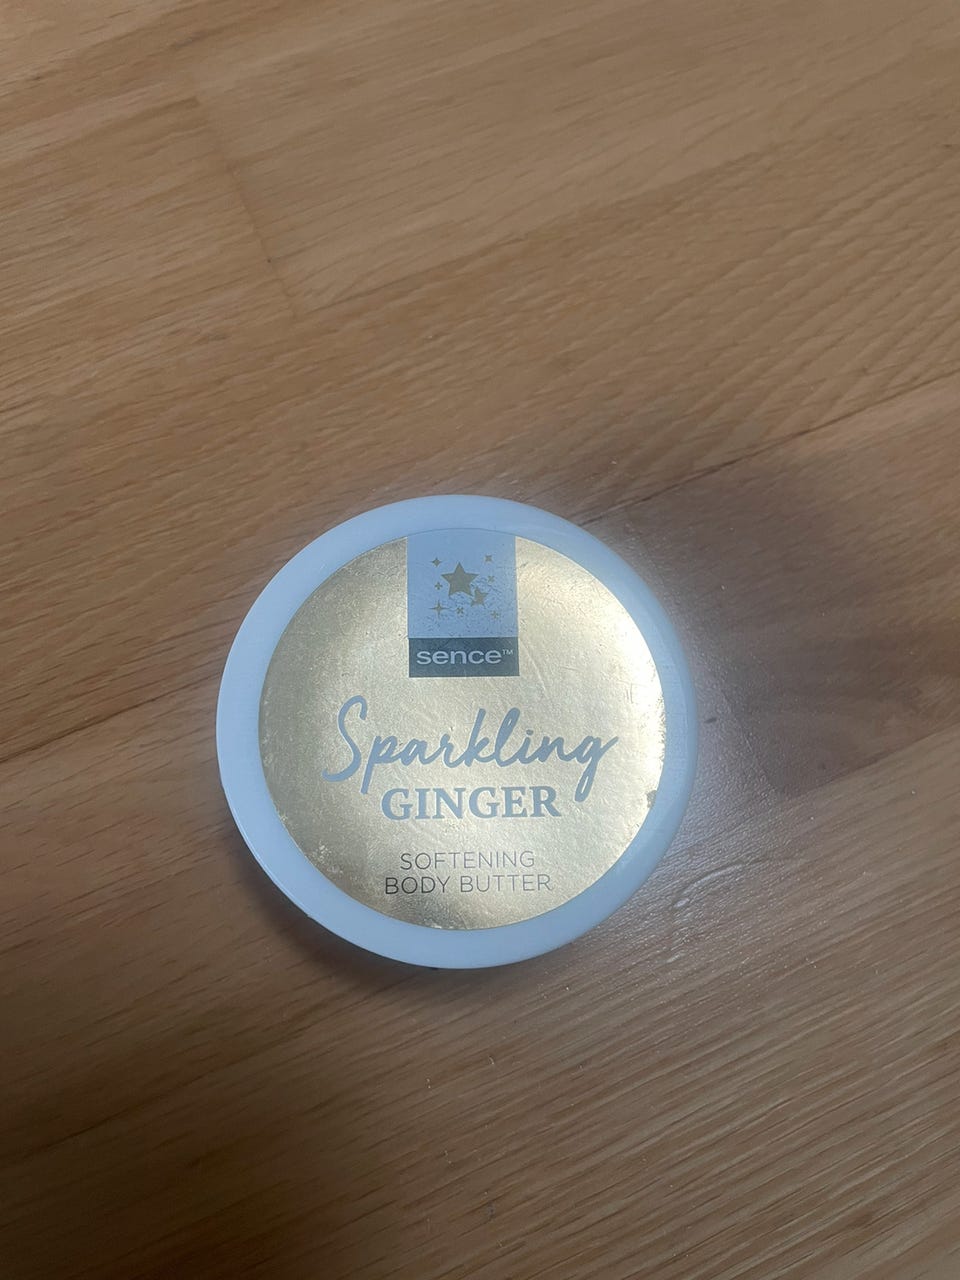 sence™
Sparkling
GINGER
SOFTENING
BODY BUTTER